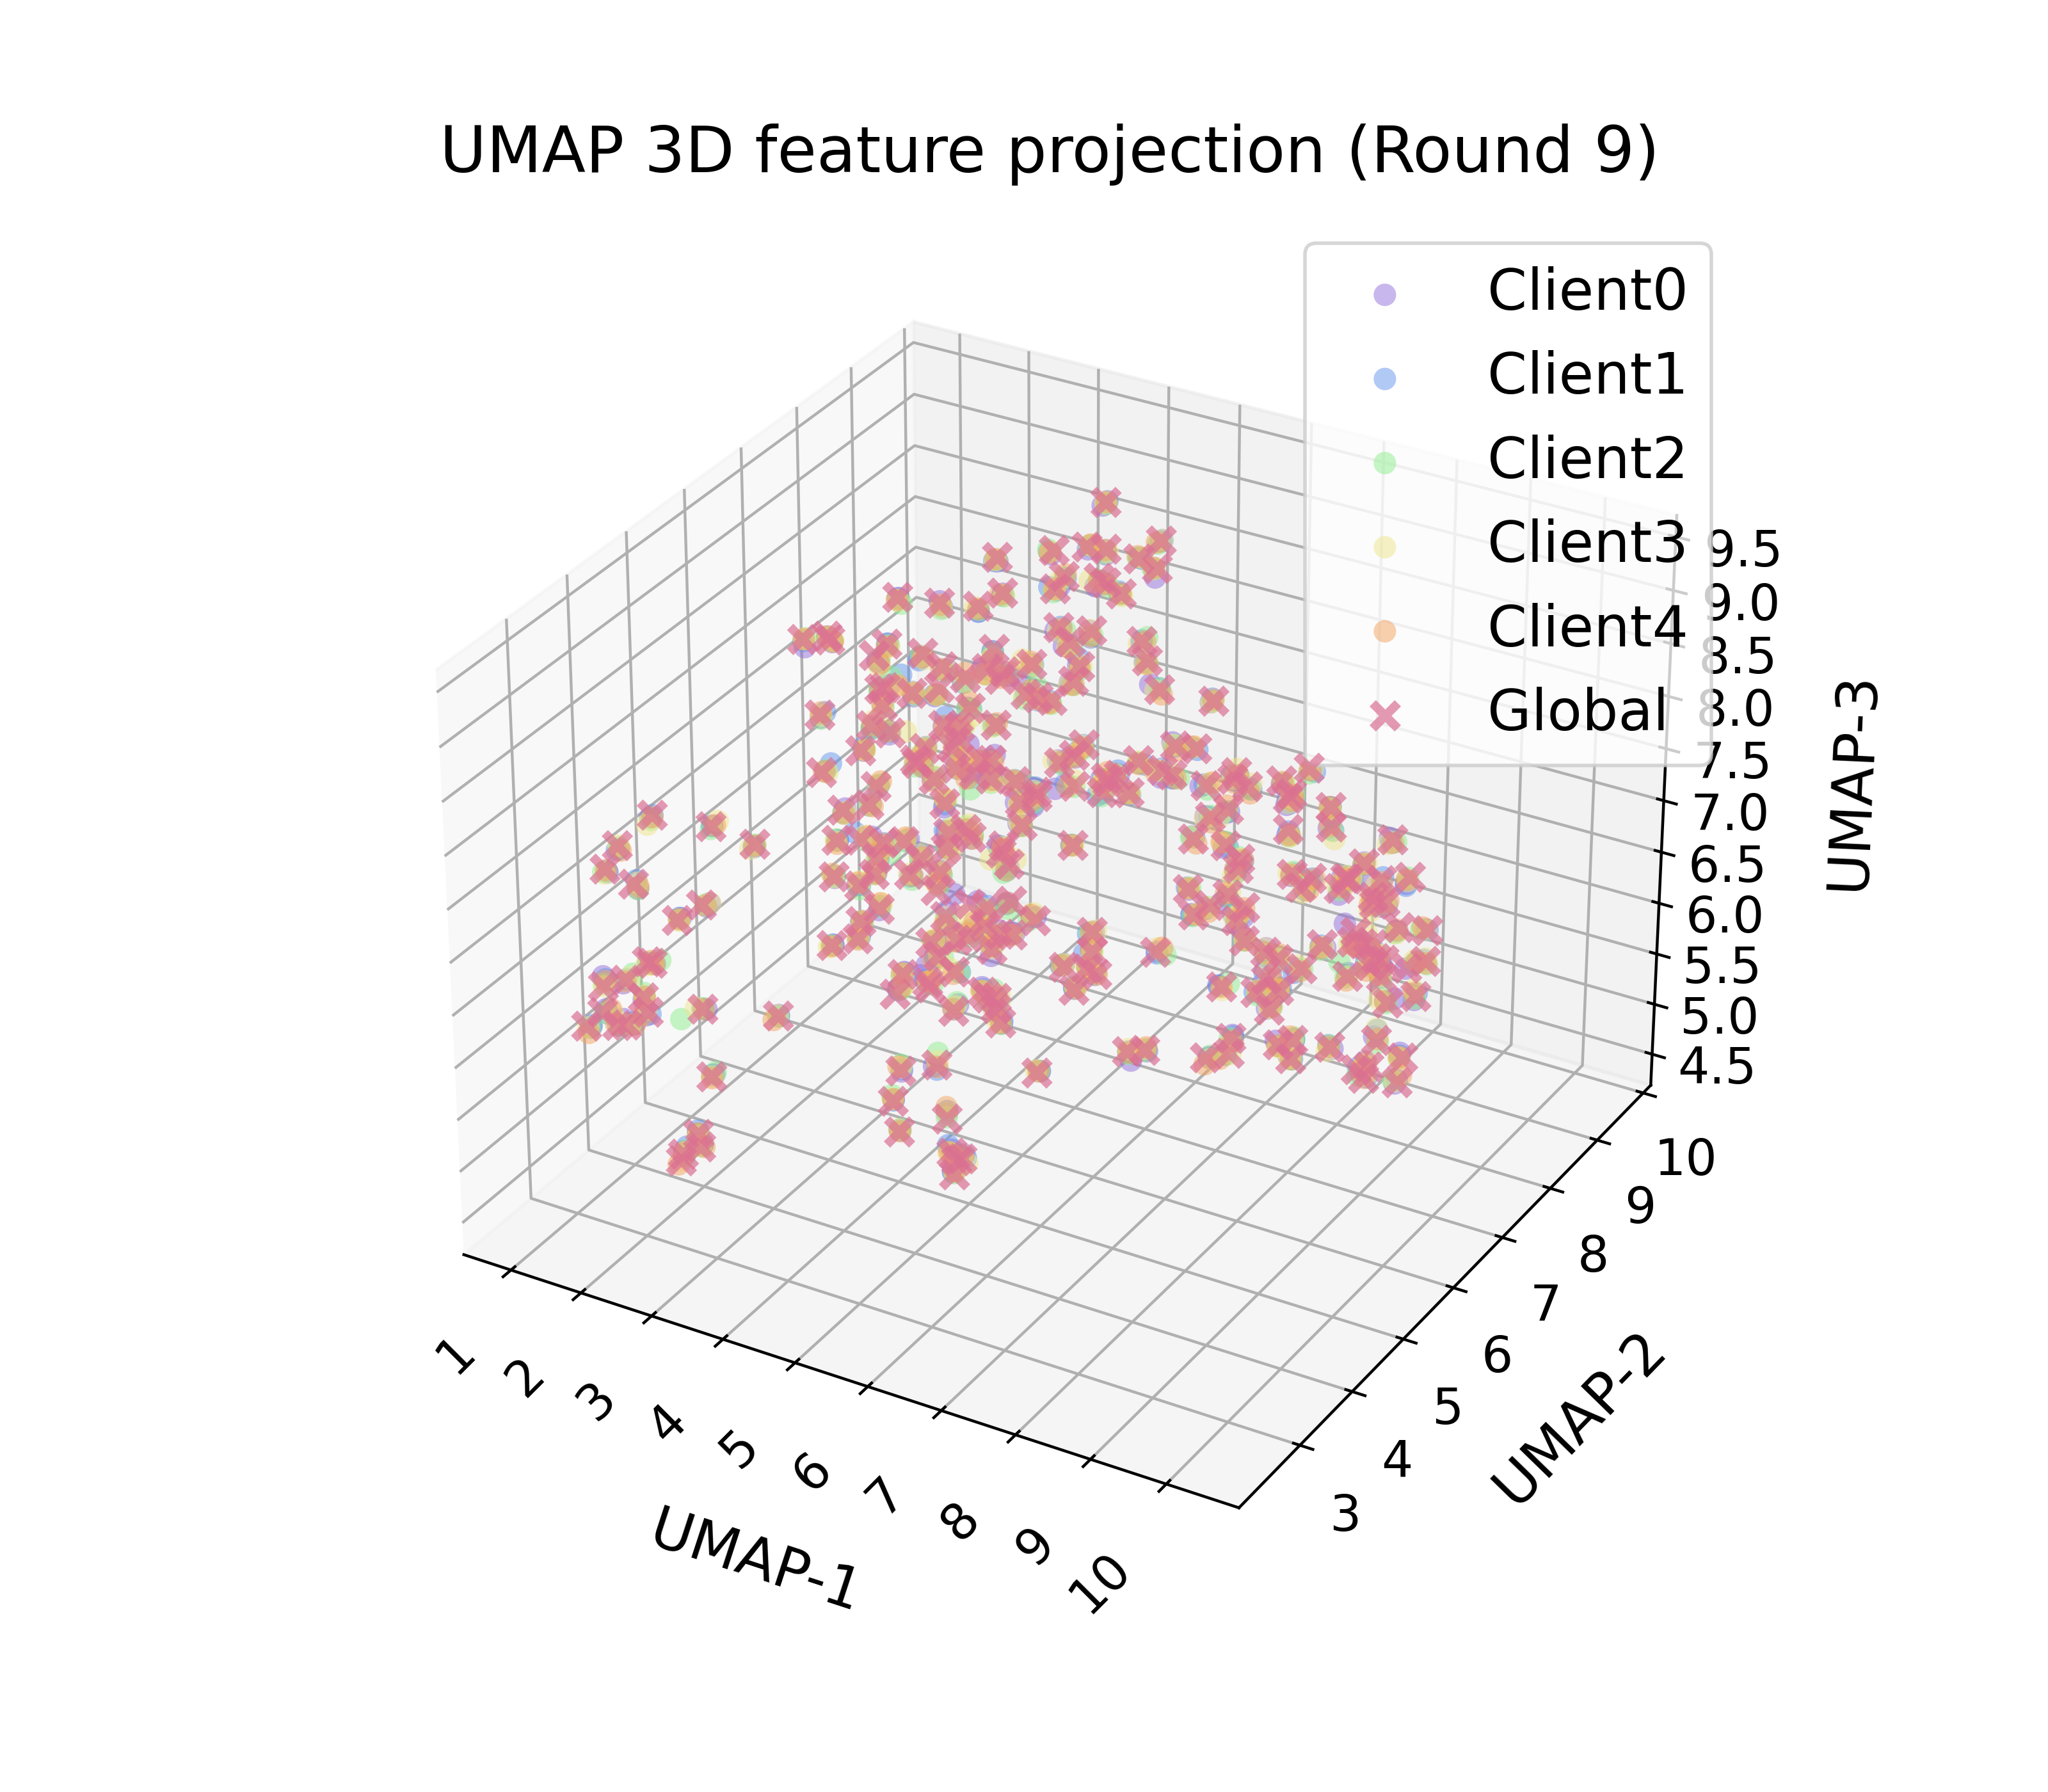 UMAP 3D feature projection (Round 9)
Client0
Client1
Client2
Client3
Client4
Global
9.5
9.0
8.5
8.0
7.5
7.0
6.5
6.0
5.5
5.0
4.5
UMAP-3
10
9
8
7
6
5
4
3
UMAP-2
1
2
3
4
5
6
7
8
9
10
UMAP-1